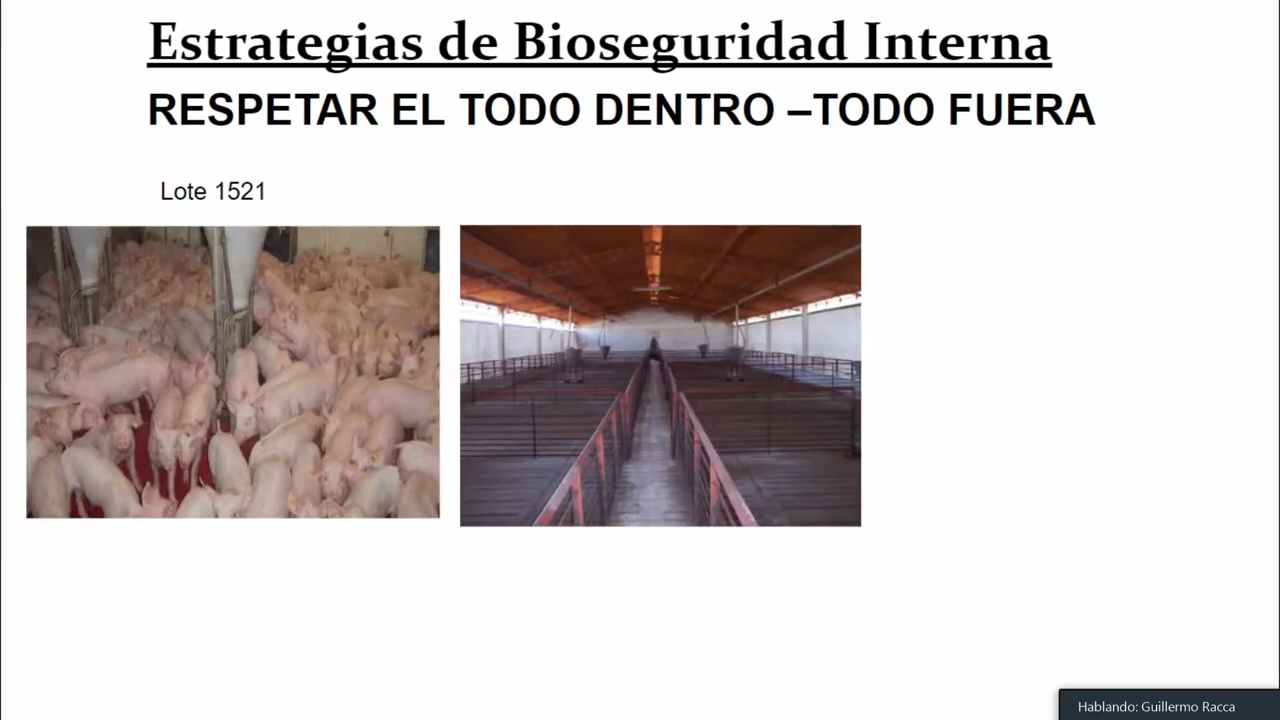 Estrategias de Bioseguridad Interna
RESPETAR EL TODO DENTRO –TODO FUERA
Lote 1521
Hablando: Guillermo Racca